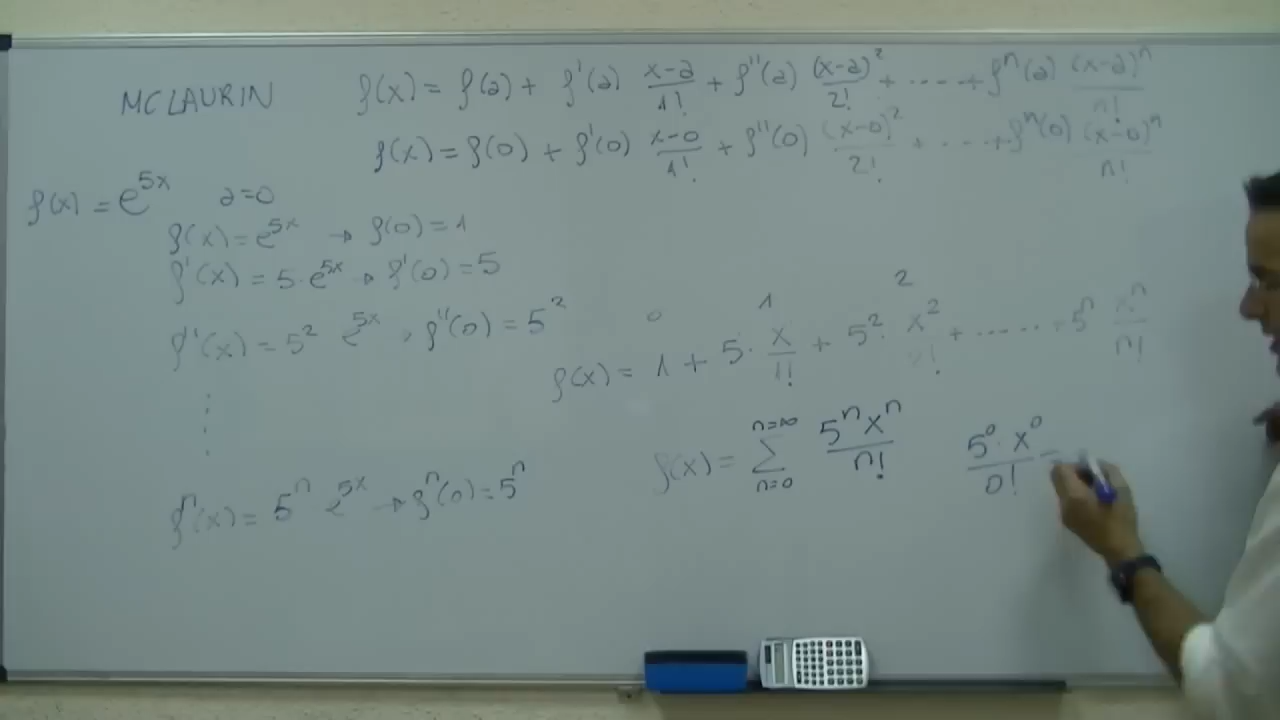 MCLAURIN
f(x) = f(a) + f'(a) (x-a)/1! + f''(a) (x-a)²/2! + ...... + fⁿ(a) (x-a)ⁿ/n!
f(x) = f(0) + f'(0) (x-0)/1! + f''(0) (x-0)²/2! + ..... + fⁿ(0) (x-0)ⁿ/n!
f(x) = e^5x a=0
f(x) = e^5x → f(0) = 1
f'(x) = 5·e^5x → f'(0) = 5
f''(x) = 5² e^5x, f''(0) = 5²
0 1 2
f(x) = 1 + 5· x/1! + 5²· x²/2! + ...... + 5ⁿ xⁿ/n!
f(x) = ∑ n=0 n=∞ 5ⁿxⁿ/n! 5⁰·x⁰/0! =
fⁿ(x) = 5ⁿ e^5x → fⁿ(0) = 5ⁿ